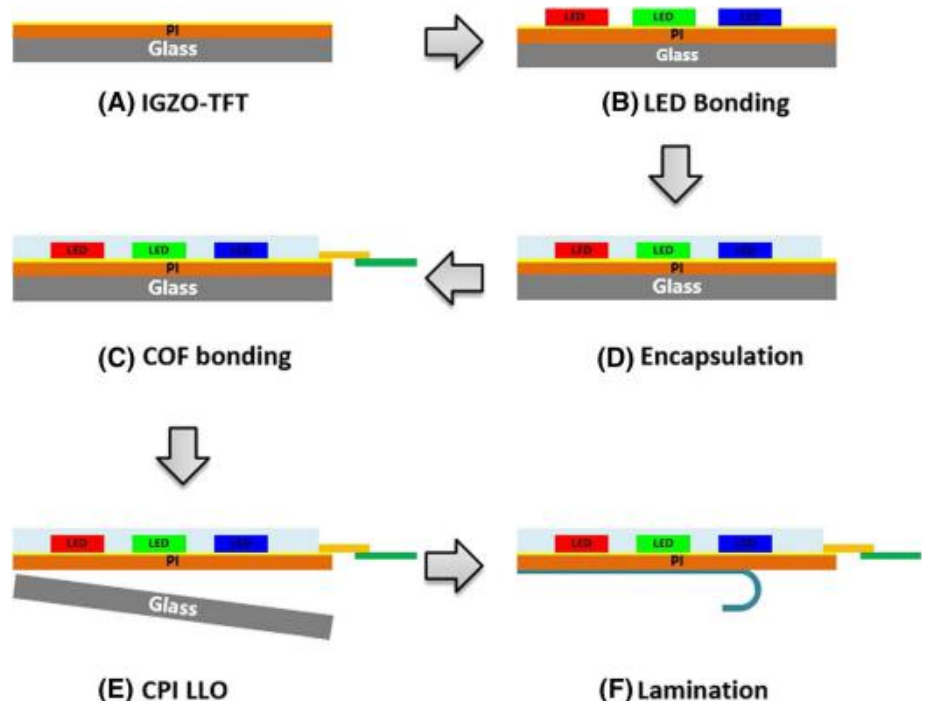 PI
Glass
(A) IGZO-TFT
LED LED LED
PI
Glass
(B) LED Bonding
LED LED LED
PI
Glass
(C) COF bonding
LED LED LED
PI
Glass
(D) Encapsulation
LED LED LED
PI
Glass
(E) CPI LLO
LED LED LED
PI
(F) Lamination